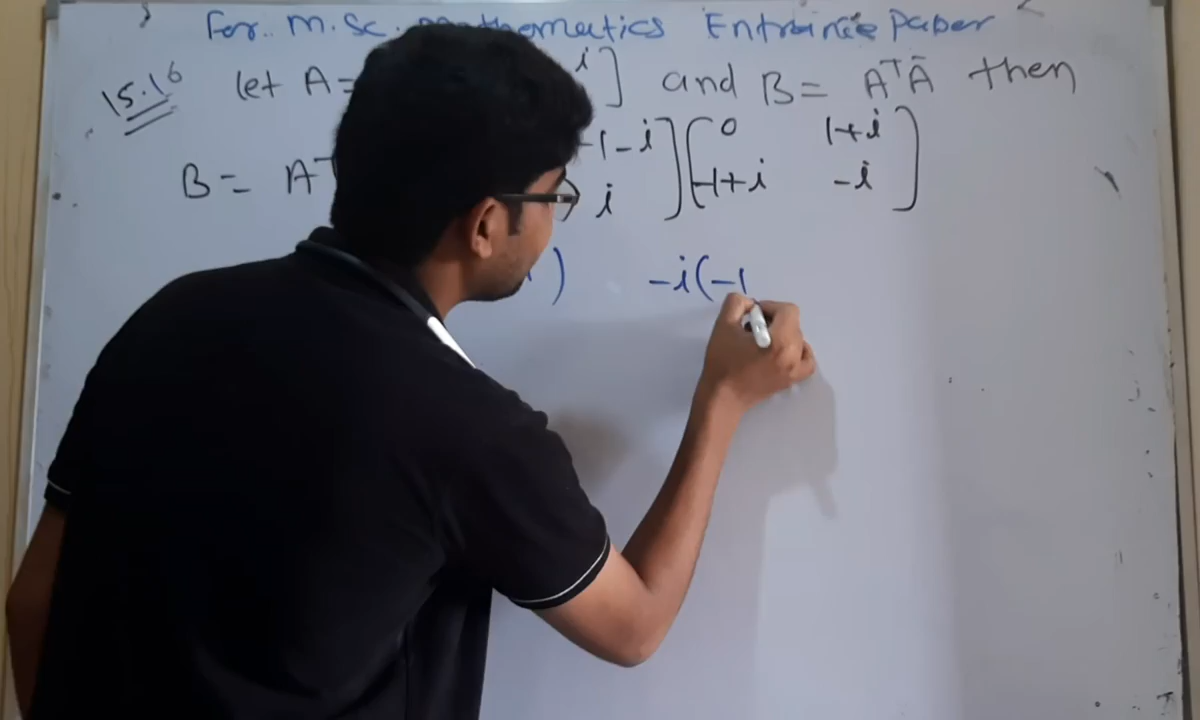 For.. M.Sc. Mathematics Entrance paper
15.16 let A= i] and B= AᵀĀ then
B= Aᵀ -1-i][0 1+i
i -1+i -i]
) -i(-1